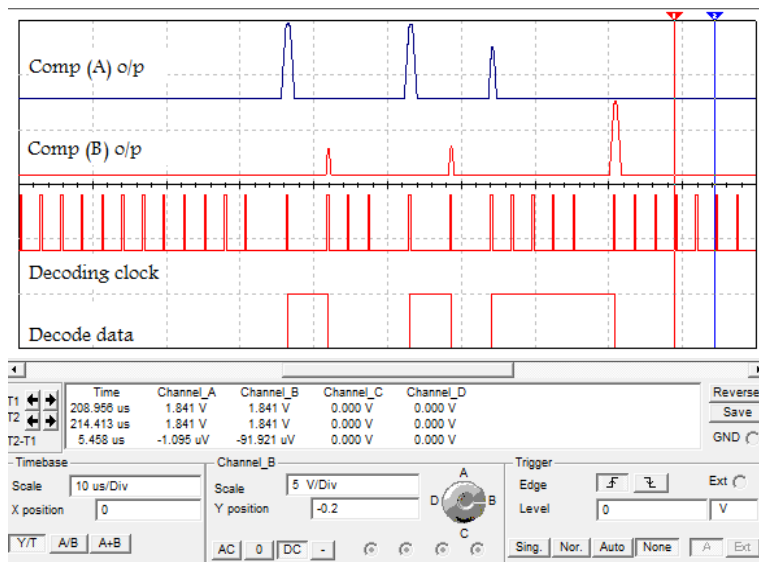 1 2
Comp (A) o/p
Comp (B) o/p
Decoding clock
Decode data
Time Channel_A Channel_B Channel_C Channel_D
T1 208.956 us 1.841 V 1.841 V 0.000 V 0.000 V
T2 214.413 us 1.841 V 1.841 V 0.000 V 0.000 V
T2-T1 5.458 us -1.095 uV -91.921 uV 0.000 V 0.000 V
Reverse
Save
GND
Timebase Channel_B Trigger
Scale 10 us/Div Scale 5 V/Div A Edge Ext
X position 0 Y position -0.2 D B Level 0 V
C
Y/T A/B A+B AC 0 DC - Sing. Nor. Auto None A Ext